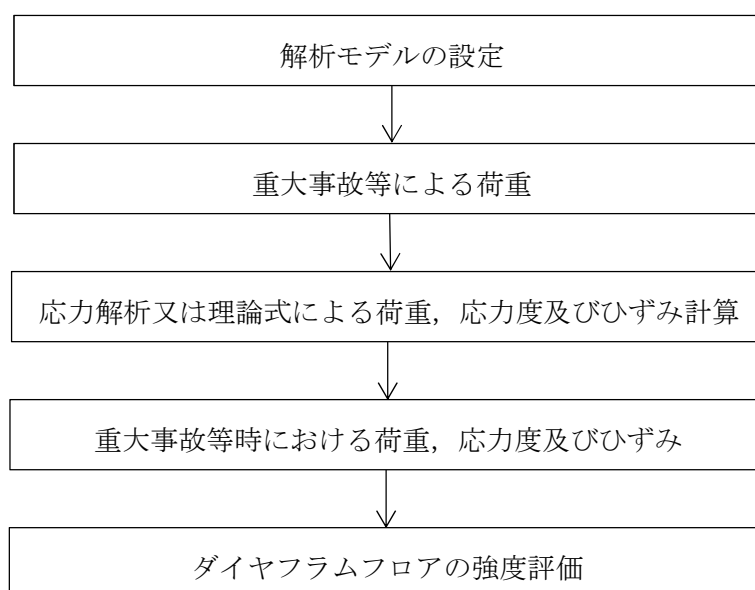 解析モデルの設定
重大事故等による荷重
応力解析又は理論式による荷重，応力度及びひずみ計算
重大事故等時における荷重，応力度及びひずみ
ダイヤフラムフロアの強度評価